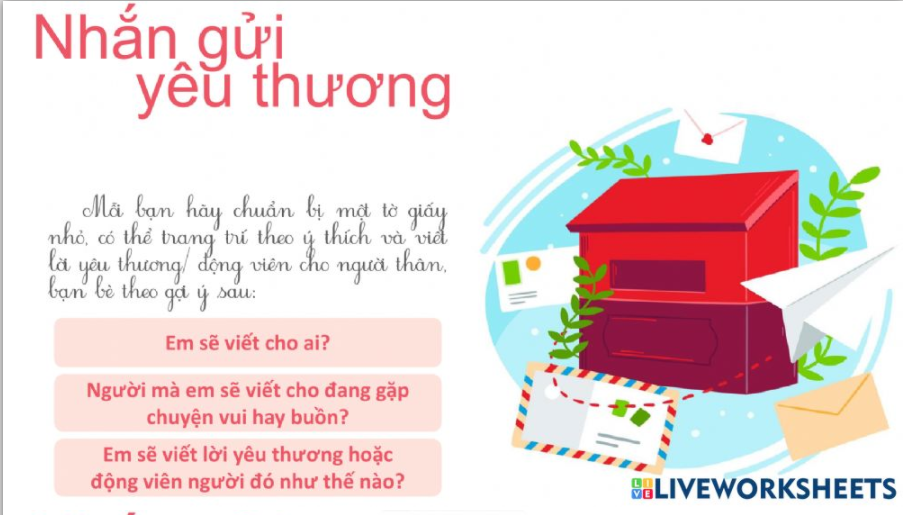 Nhắn gửi
yêu thương
Mỗi bạn hãy chuẩn bị một tờ giấy
nhỏ, có thể trang trí theo ý thích và viết
lời yêu thương/ động viên cho người thân,
bạn bè theo gợi ý sau:
Em sẽ viết cho ai?
Người mà em sẽ viết cho đang gặp
chuyện vui hay buồn?
Em sẽ viết lời yêu thương hoặc
động viên người đó như thế nào?
LIVE LIVEWORKSHEETS